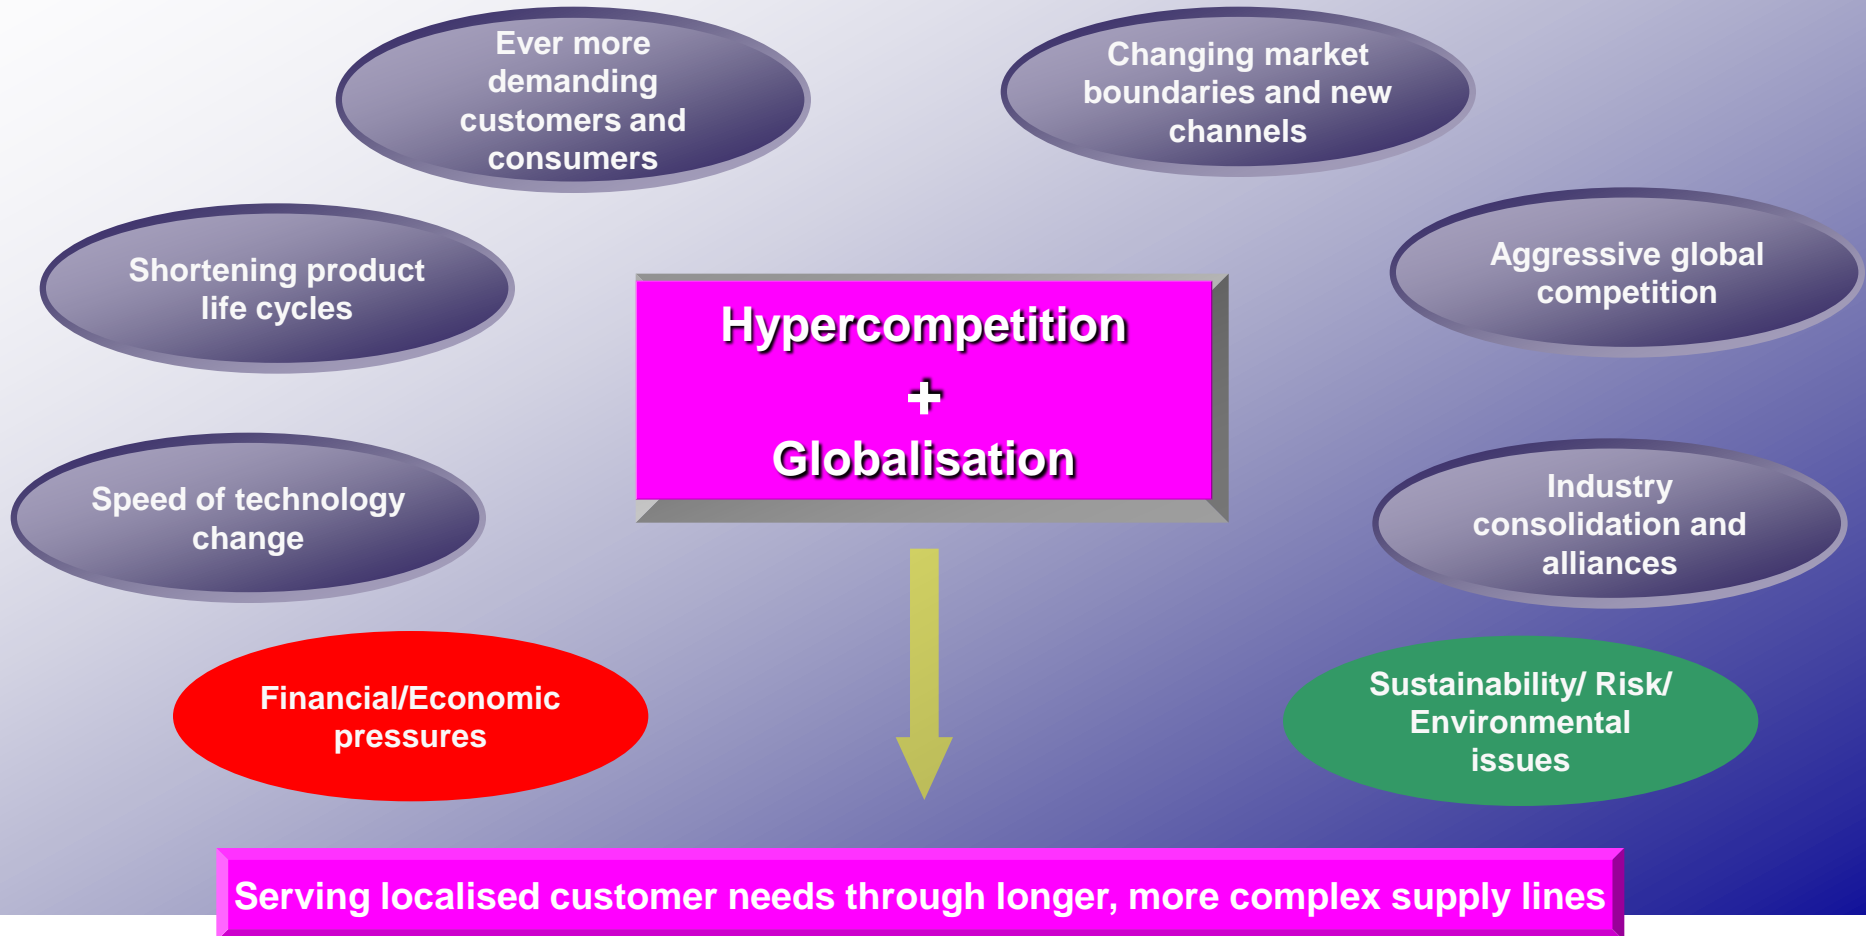 Ever more
demanding
customers and
consumers
Changing market
boundaries and new
channels
Shortening product
life cycles
Aggressive global
competition
Hypercompetition
+
Globalisation
Speed of technology
change
Industry
consolidation and
alliances
Financial/Economic
pressures
Sustainability/ Risk/
Environmental
issues
Serving localised customer needs through longer, more complex supply lines